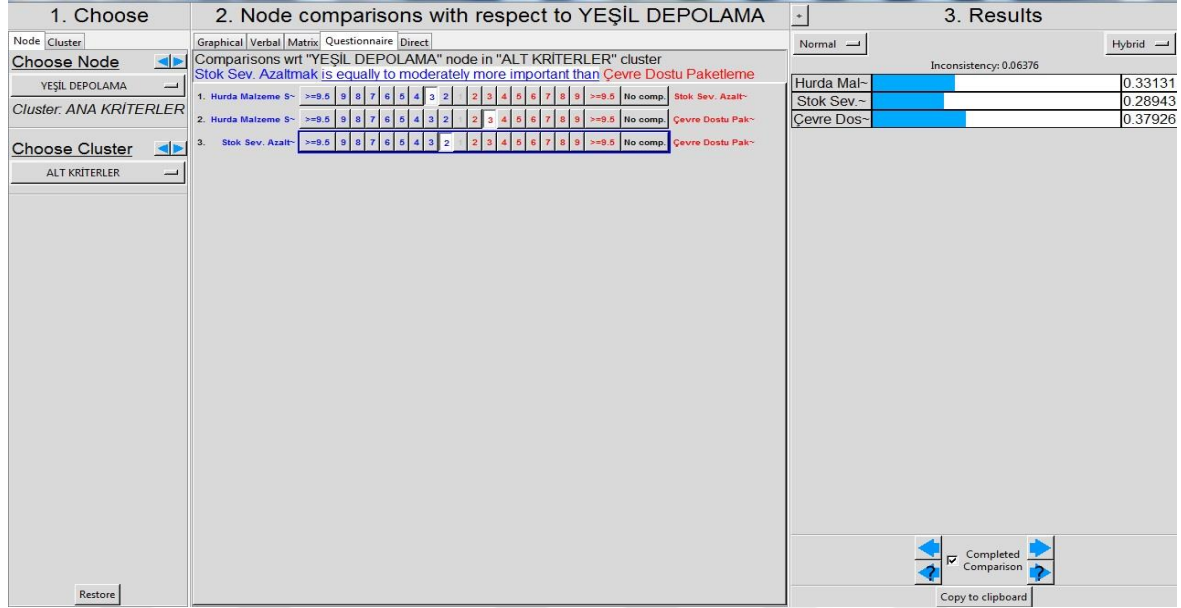 1. Choose
Node Cluster
Choose Node
YEŞİL DEPOLAMA
Cluster: ANA KRİTERLER
Choose Cluster
ALT KRİTERLER
Restore
2. Node comparisons with respect to YEŞİL DEPOLAMA
Graphical Verbal Matrix Questionnaire Direct
Comparisons wrt "YEŞİL DEPOLAMA" node in "ALT KRİTERLER" cluster
Stok Sev. Azaltmak is equally to moderately more important than Çevre Dostu Paketleme
1. Hurda Malzeme S~ >=9.5 9 8 7 6 5 4 3 2 2 3 4 5 6 7 8 9 >=9.5 No comp. Stok Sev. Azalt~
2. Hurda Malzeme S~ >=9.5 9 8 7 6 5 4 3 2 2 3 4 5 6 7 8 9 >=9.5 No comp. Çevre Dostu Pak~
3. Stok Sev. Azalt~ >=9.5 9 8 7 6 5 4 3 2 2 3 4 5 6 7 8 9 >=9.5 No comp. Çevre Dostu Pak~
+ 3. Results
Normal Hybrid
Inconsistency: 0.06376
Hurda Mal~ 0.33131
Stok Sev.~ 0.28943
Çevre Dos~ 0.37926
Completed
Comparison
? ?
Copy to clipboard